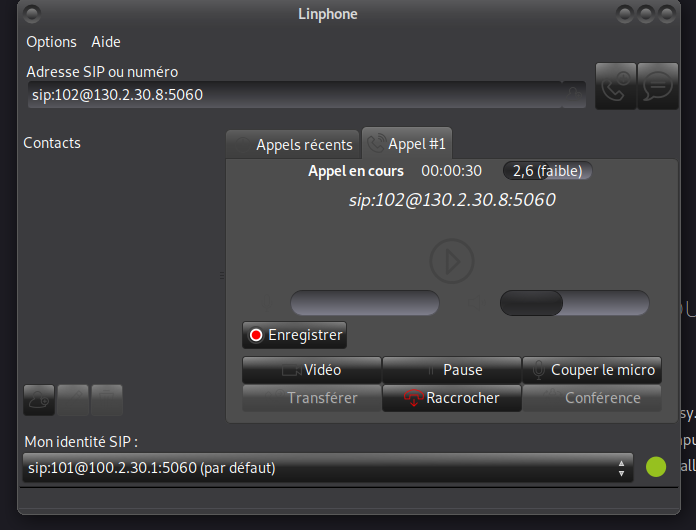 Linphone
Options Aide
Adresse SIP ou numéro
sip:102@130.2.30.8:5060
Contacts
Appels récents Appel #1
Appel en cours 00:00:30 2,6 (faible)
sip:102@130.2.30.8:5060
Enregistrer
Vidéo Pause Couper le micro
Transférer Raccrocher Conférence
Mon identité SIP :
sip:101@100.2.30.1:5060 (par défaut)